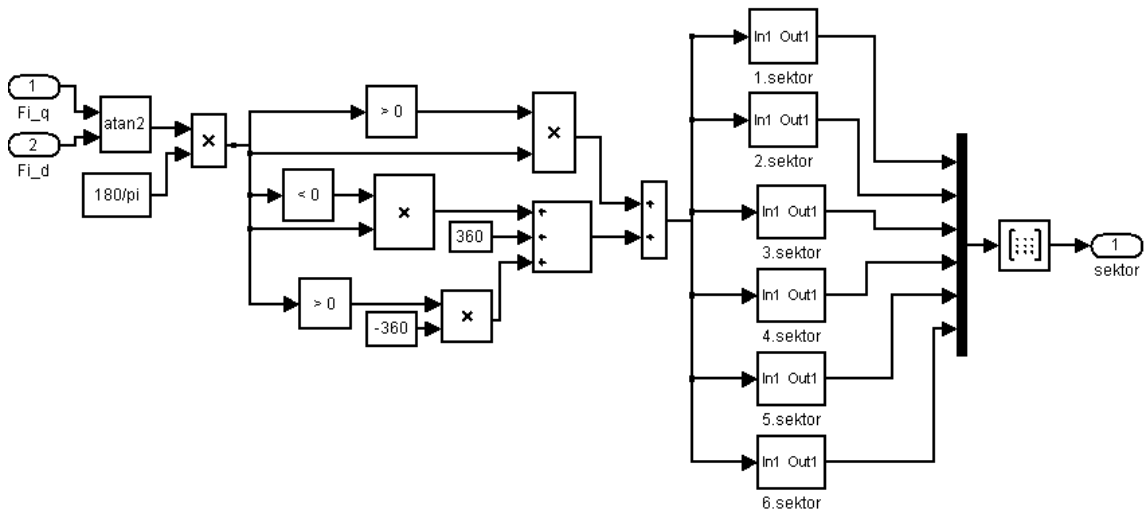 1
Fi_q
2
Fi_d
atan2
180/pi
×
> 0
×
< 0
×
360
> 0
-360
×
+
+
+
+
+
In1 Out1
1.sektor
In1 Out1
2.sektor
In1 Out1
3.sektor
In1 Out1
4.sektor
In1 Out1
5.sektor
In1 Out1
6.sektor
1
sektor